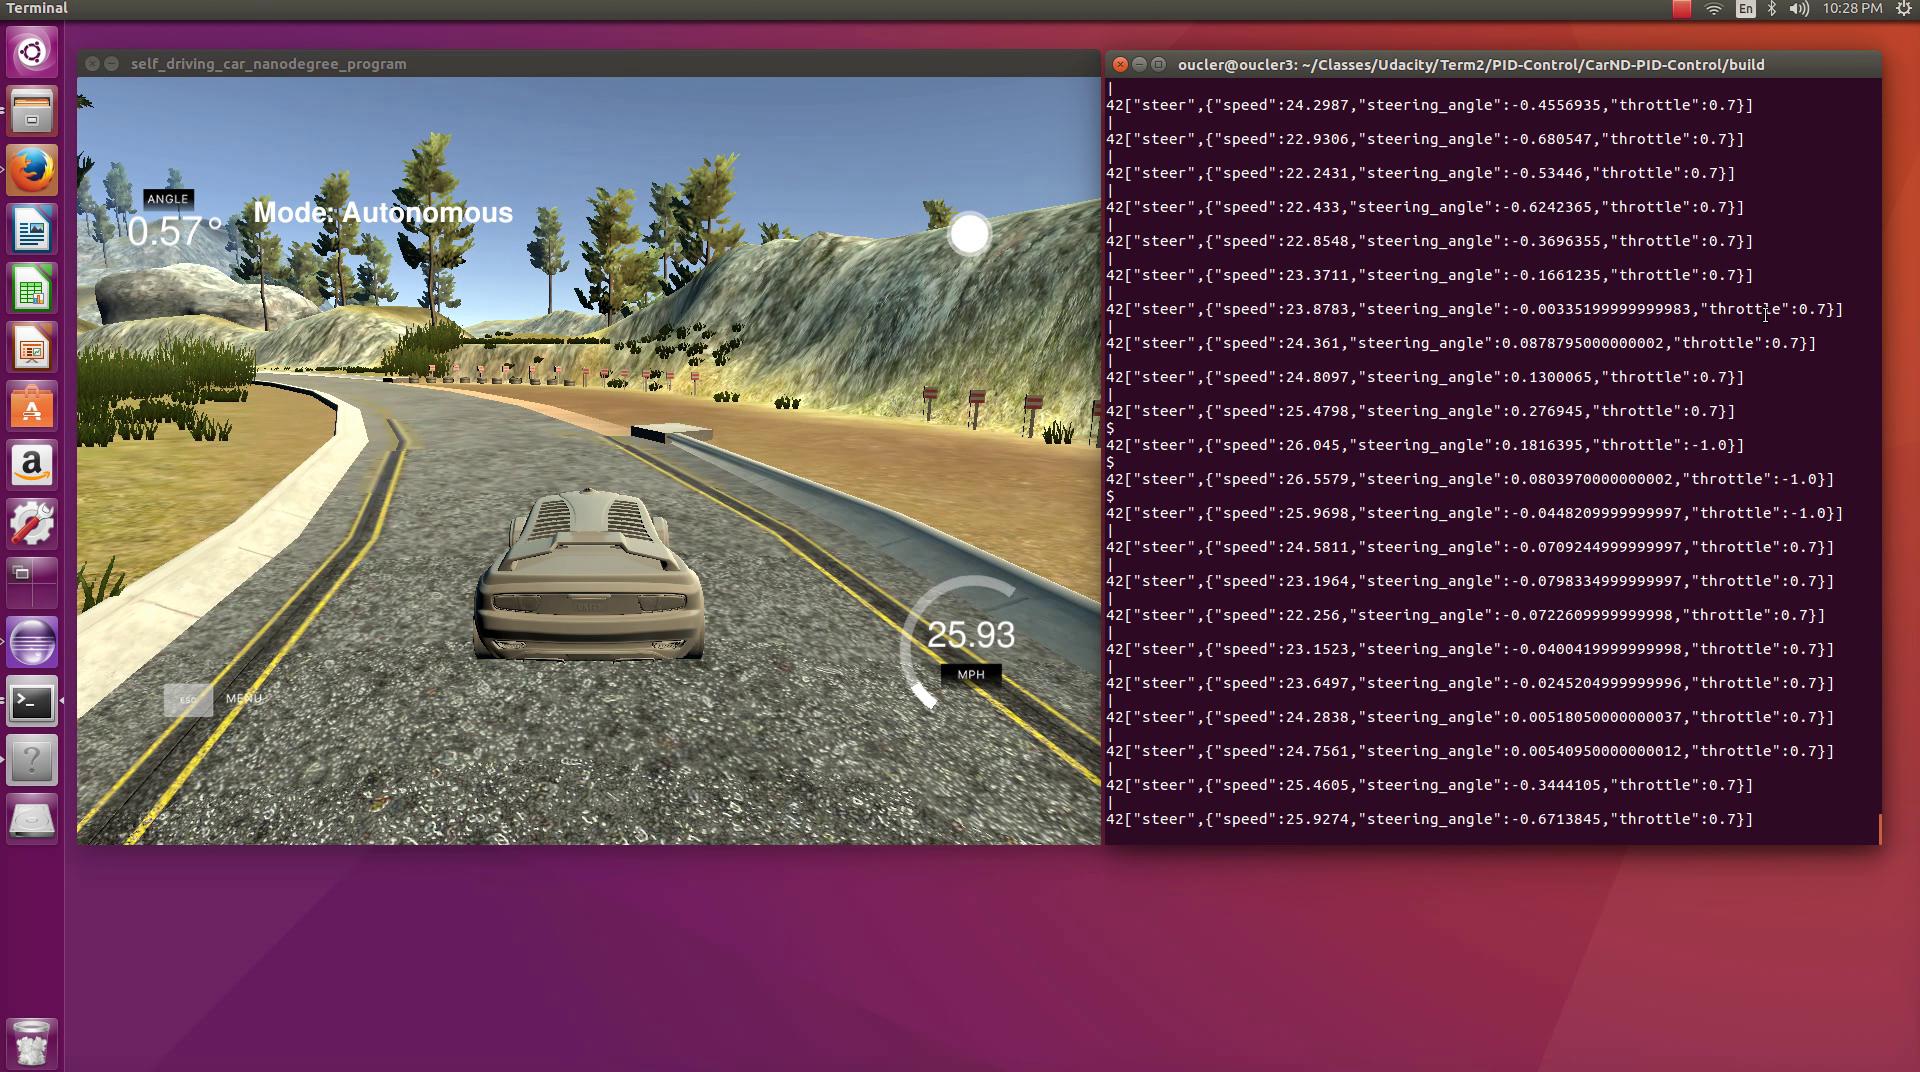 Terminal
En
10:28 PM
self_driving_car_nanodegree_program
ANGLE
0.57°
Mode: Autonomous
25.93
MPH
ESC
MENU
oucler@oucler3: ~/Classes/Udacity/Term2/PID-Control/CarND-PID-Control/build
|
42["steer",{"speed":24.2987,"steering_angle":-0.4556935,"throttle":0.7}]
|
42["steer",{"speed":22.9306,"steering_angle":-0.680547,"throttle":0.7}]
|
42["steer",{"speed":22.2431,"steering_angle":-0.53446,"throttle":0.7}]
|
42["steer",{"speed":22.433,"steering_angle":-0.6242365,"throttle":0.7}]
|
42["steer",{"speed":22.8548,"steering_angle":-0.3696355,"throttle":0.7}]
|
42["steer",{"speed":23.3711,"steering_angle":-0.1661235,"throttle":0.7}]
|
42["steer",{"speed":23.8783,"steering_angle":-0.00335199999999983,"throttle":0.7}]
|
42["steer",{"speed":24.361,"steering_angle":0.0878795000000002,"throttle":0.7}]
|
42["steer",{"speed":24.8097,"steering_angle":0.1300065,"throttle":0.7}]
|
42["steer",{"speed":25.4798,"steering_angle":0.276945,"throttle":0.7}]
$
42["steer",{"speed":26.045,"steering_angle":0.1816395,"throttle":-1.0}]
$
42["steer",{"speed":26.5579,"steering_angle":0.0803970000000002,"throttle":-1.0}]
$
42["steer",{"speed":25.9698,"steering_angle":-0.0448209999999997,"throttle":-1.0}]
|
42["steer",{"speed":24.5811,"steering_angle":-0.0709244999999997,"throttle":0.7}]
|
42["steer",{"speed":23.1964,"steering_angle":-0.0798334999999997,"throttle":0.7}]
|
42["steer",{"speed":22.256,"steering_angle":-0.0722609999999998,"throttle":0.7}]
|
42["steer",{"speed":23.1523,"steering_angle":-0.0400419999999998,"throttle":0.7}]
|
42["steer",{"speed":23.6497,"steering_angle":-0.0245204999999996,"throttle":0.7}]
|
42["steer",{"speed":24.2838,"steering_angle":0.00518050000000037,"throttle":0.7}]
|
42["steer",{"speed":24.7561,"steering_angle":0.00540950000000012,"throttle":0.7}]
|
42["steer",{"speed":25.4605,"steering_angle":-0.3444105,"throttle":0.7}]
|
42["steer",{"speed":25.9274,"steering_angle":-0.6713845,"throttle":0.7}]